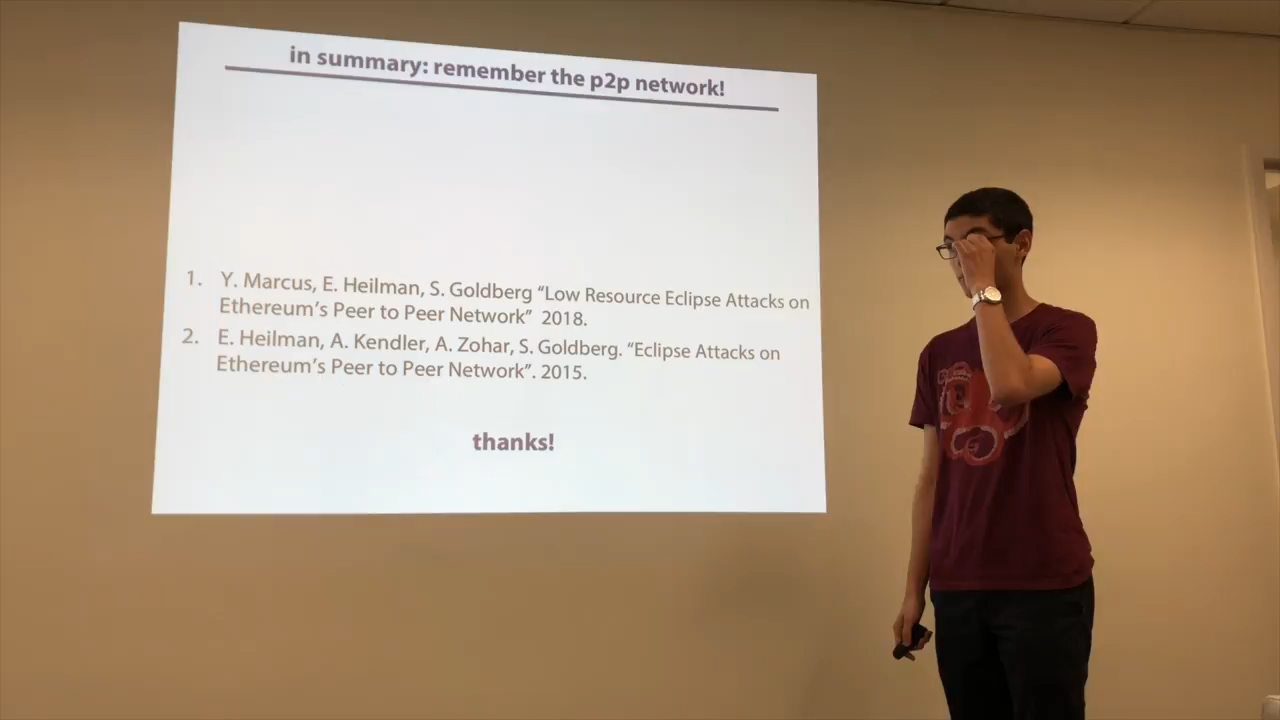 in summary: remember the p2p network!
1. Y. Marcus, E. Heilman, S. Goldberg “Low Resource Eclipse Attacks on
Ethereum’s Peer to Peer Network” 2018.
2. E. Heilman, A. Kendler, A. Zohar, S. Goldberg. “Eclipse Attacks on
Ethereum’s Peer to Peer Network”. 2015.
thanks!